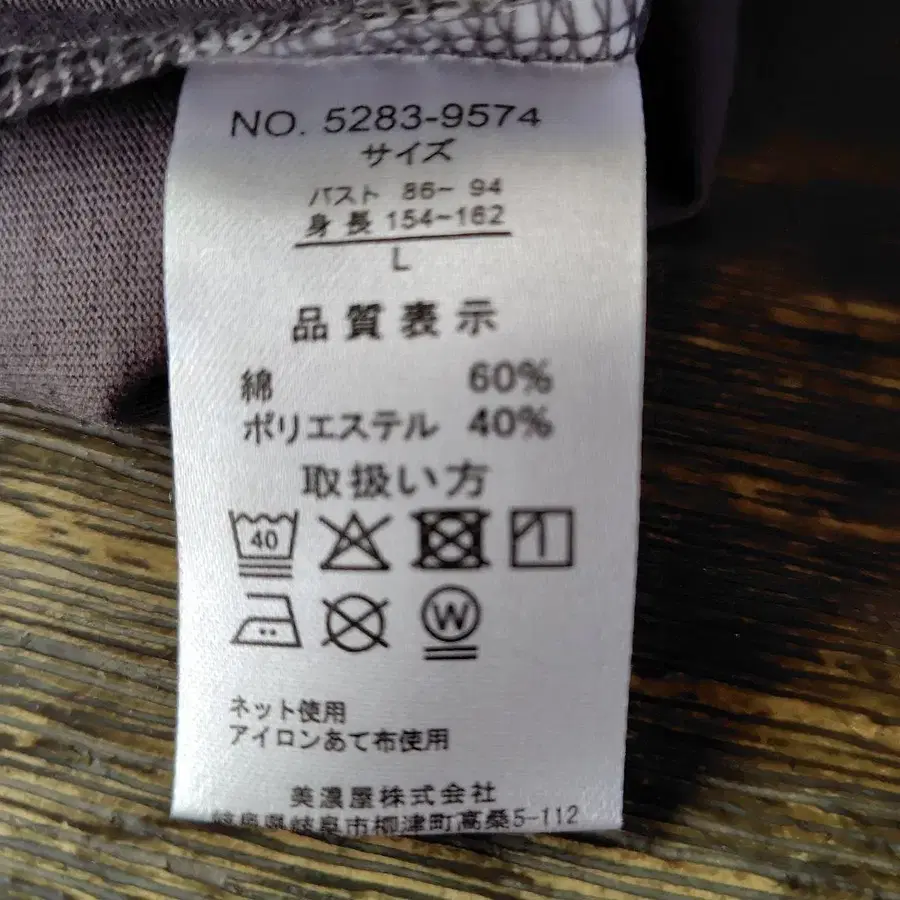 NO. 5283-9574
サイズ
バスト 86-94
身長 154~162
L
品質表示
綿 60%
ポリエステル 40%
取扱い方
40
W
ネット使用
アイロンあて布使用
美濃屋株式会社
岐阜県岐阜市柳津町高桑5-112